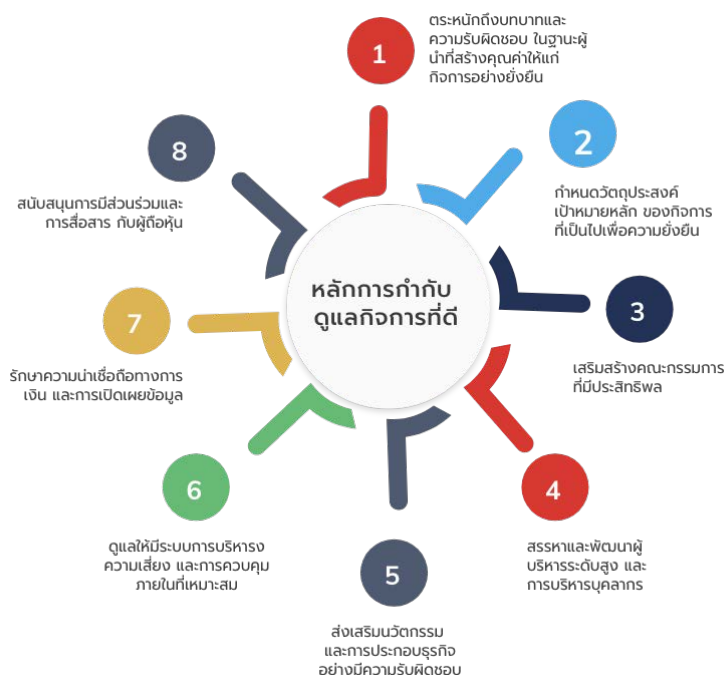 หลักการกำกับ
ดูแลกิจการที่ดี
1
ตระหนักถึงบทบาทและ
ความรับผิดชอบ ในฐานะผู้
นำที่สร้างคุณค่าให้แก่
กิจการอย่างยั่งยืน
2
กำหนดวัตถุประสงค์
เป้าหมายหลัก ของกิจการ
ที่เป็นไปเพื่อความยั่งยืน
3
เสริมสร้างคณะกรรมการ
ที่มีประสิทธิพล
4
สรรหาและพัฒนาผู้
บริหารระดับสูง และ
การบริหารบุคลากร
5
ส่งเสริมนวัตกรรม
และการประกอบธุรกิจ
อย่างมีความรับผิดชอบ
6
ดูแลให้มีระบบการบริหารง
ความเสี่ยง และการควบคุม
ภายในที่เหมาะสม
7
รักษาความน่าเชื่อถือทางการ
เงิน และการเปิดเผยข้อมูล
8
สนับสนุนการมีส่วนร่วมและ
การสื่อสาร กับผู้ถือหุ้น